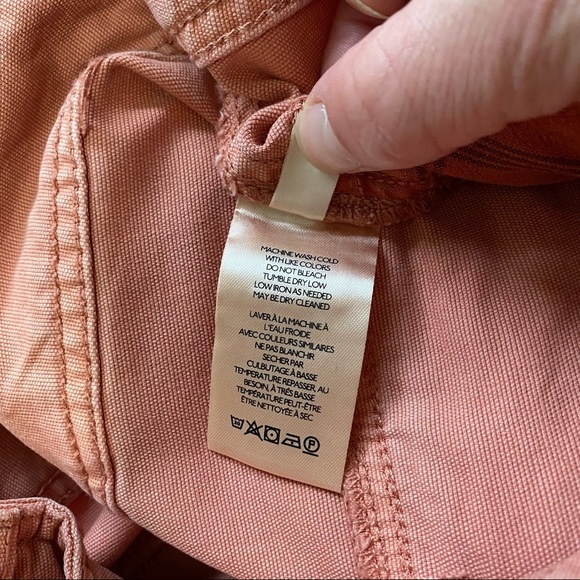 MACHINE WASH COLD
WITH LIKE COLORS
DO NOT BLEACH
TUMBLE DRY LOW
LOW IRON AS NEEDED
MAY BE DRY CLEANED
LAVER À LA MACHINE À
L'EAU FROIDE
AVEC COULEURS SIMILAIRES
NE PAS BLANCHIR
SECHER PAR
CULBUTAGE À BASSE
TEMPÉRATURE REPASSER, AU
BESOIN, À TRÈS BASSE
TEMPÉRATURE PEUT-
ÊTRE NETTOYÉE À SEC
P